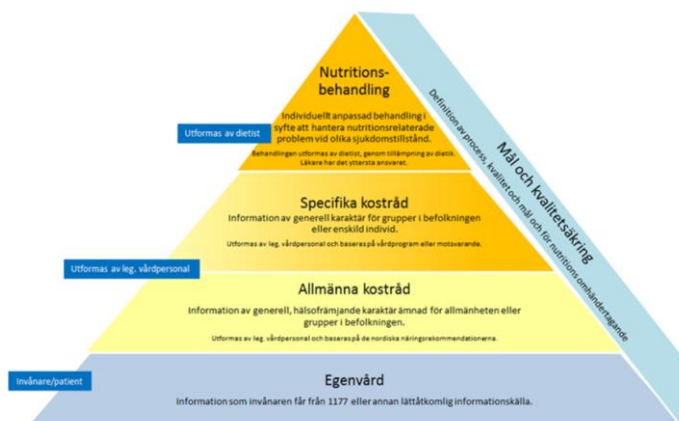 Nutritions-
behandling
Individuellt anpassad behandling i
syfte att hantera nutritionsrelaterade
problem vid olika sjukdomstillstånd.
Behandlingen utformas av dietist, genom tillämpning av dietik.
Läkare har det yttersta ansvaret.
Utformas av dietist
Specifika kostråd
Information av generell karaktär för grupper i befolkningen
eller enskild individ.
Utformas av leg. vårdpersonal och baseras på vårdprogram eller motsvarande.
Utformas av leg. vårdpersonal
Allmänna kostråd
Information av generell, hälsofrämjande karaktär ämnad för allmänheten eller
grupper i befolkningen.
Utformas av leg. vårdpersonal och baseras på de nordiska näringsrekommendationerna.
Invånare/patient
Egenvård
Information som invånaren får från 1177 eller annan lättåtkomlig informationskälla.
Mål och kvalitetsäkring
Definition av process, kvalitet och mål och för nutritions omhändertagande